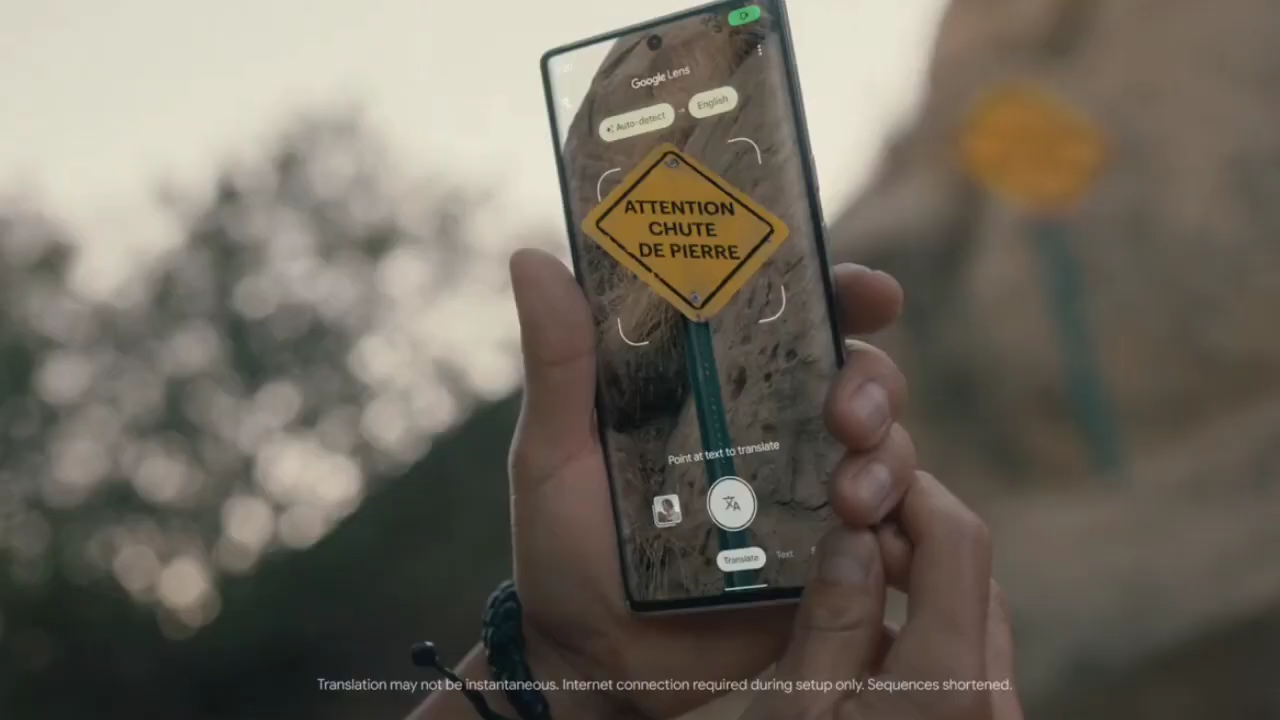 Google Lens
Auto-detect
English
ATTENTION
CHUTE
DE PIERRE
Point at text to translate
Translate
Text
Translation may not be instantaneous. Internet connection required during setup only. Sequences shortened.